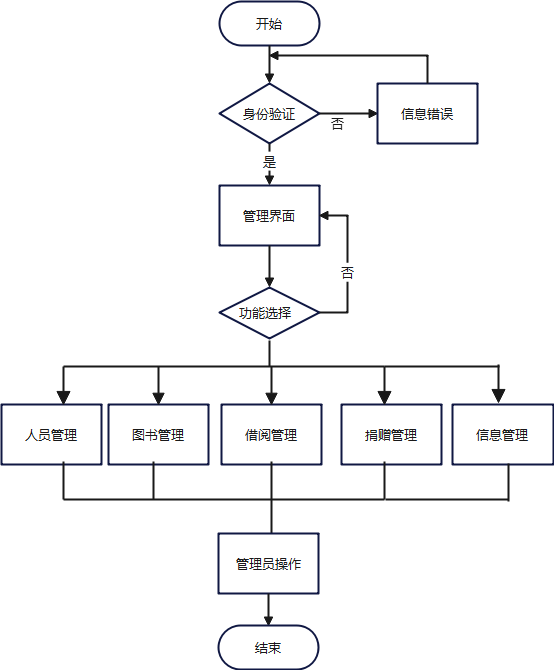 开始
身份验证
否
信息错误
是
管理界面
否
功能选择
人员管理
图书管理
借阅管理
捐赠管理
信息管理
管理员操作
结束